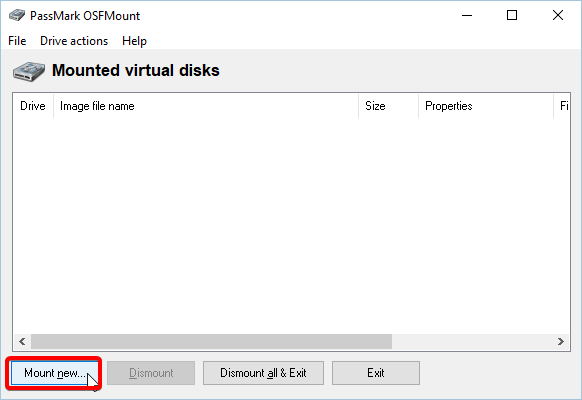 PassMark OSFMount
File Drive actions Help
Mounted virtual disks
Drive Image file name Size Properties Fi
Mount new... Dismount Dismount all & Exit Exit